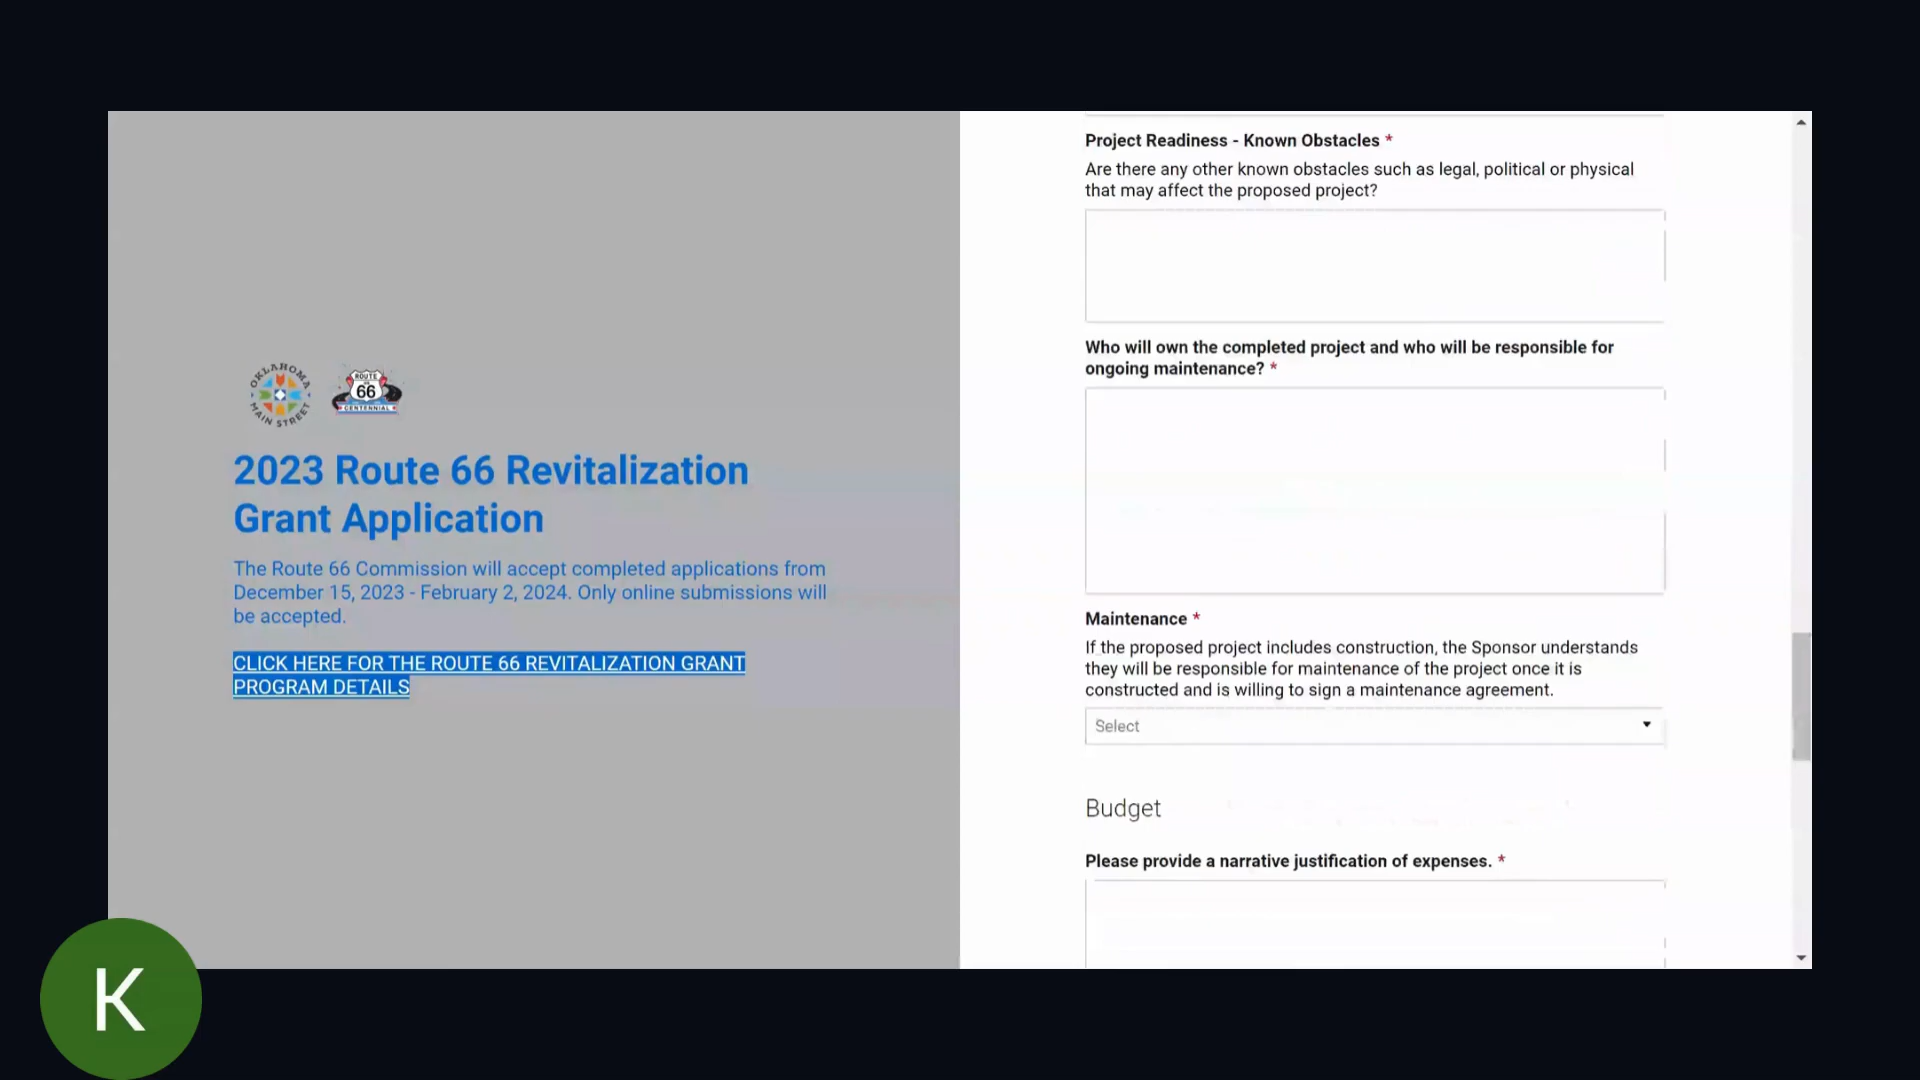 OKLAHOMA
MAIN STREET
ROUTE
66
CENTENNIAL
2023 Route 66 Revitalization
Grant Application
The Route 66 Commission will accept completed applications from
December 15, 2023 - February 2, 2024. Only online submissions will
be accepted.
CLICK HERE FOR THE ROUTE 66 REVITALIZATION GRANT
PROGRAM DETAILS
Project Readiness - Known Obstacles *
Are there any other known obstacles such as legal, political or physical
that may affect the proposed project?
Who will own the completed project and who will be responsible for
ongoing maintenance? *
Maintenance *
If the proposed project includes construction, the Sponsor understands
they will be responsible for maintenance of the project once it is
constructed and is willing to sign a maintenance agreement.
Select
Budget
Please provide a narrative justification of expenses. *
K